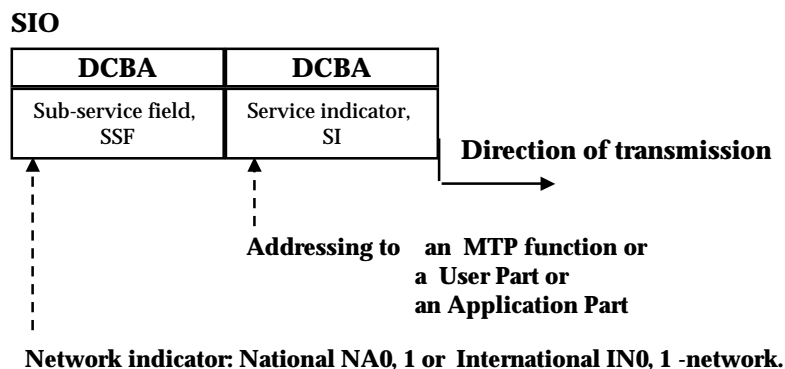 SIO
DCBA DCBA
Sub-service field, Service indicator,
SSF SI
Direction of transmission
Addressing to an MTP function or
a User Part or
an Application Part
Network indicator: National NA0, 1 or International IN0, 1 -network.